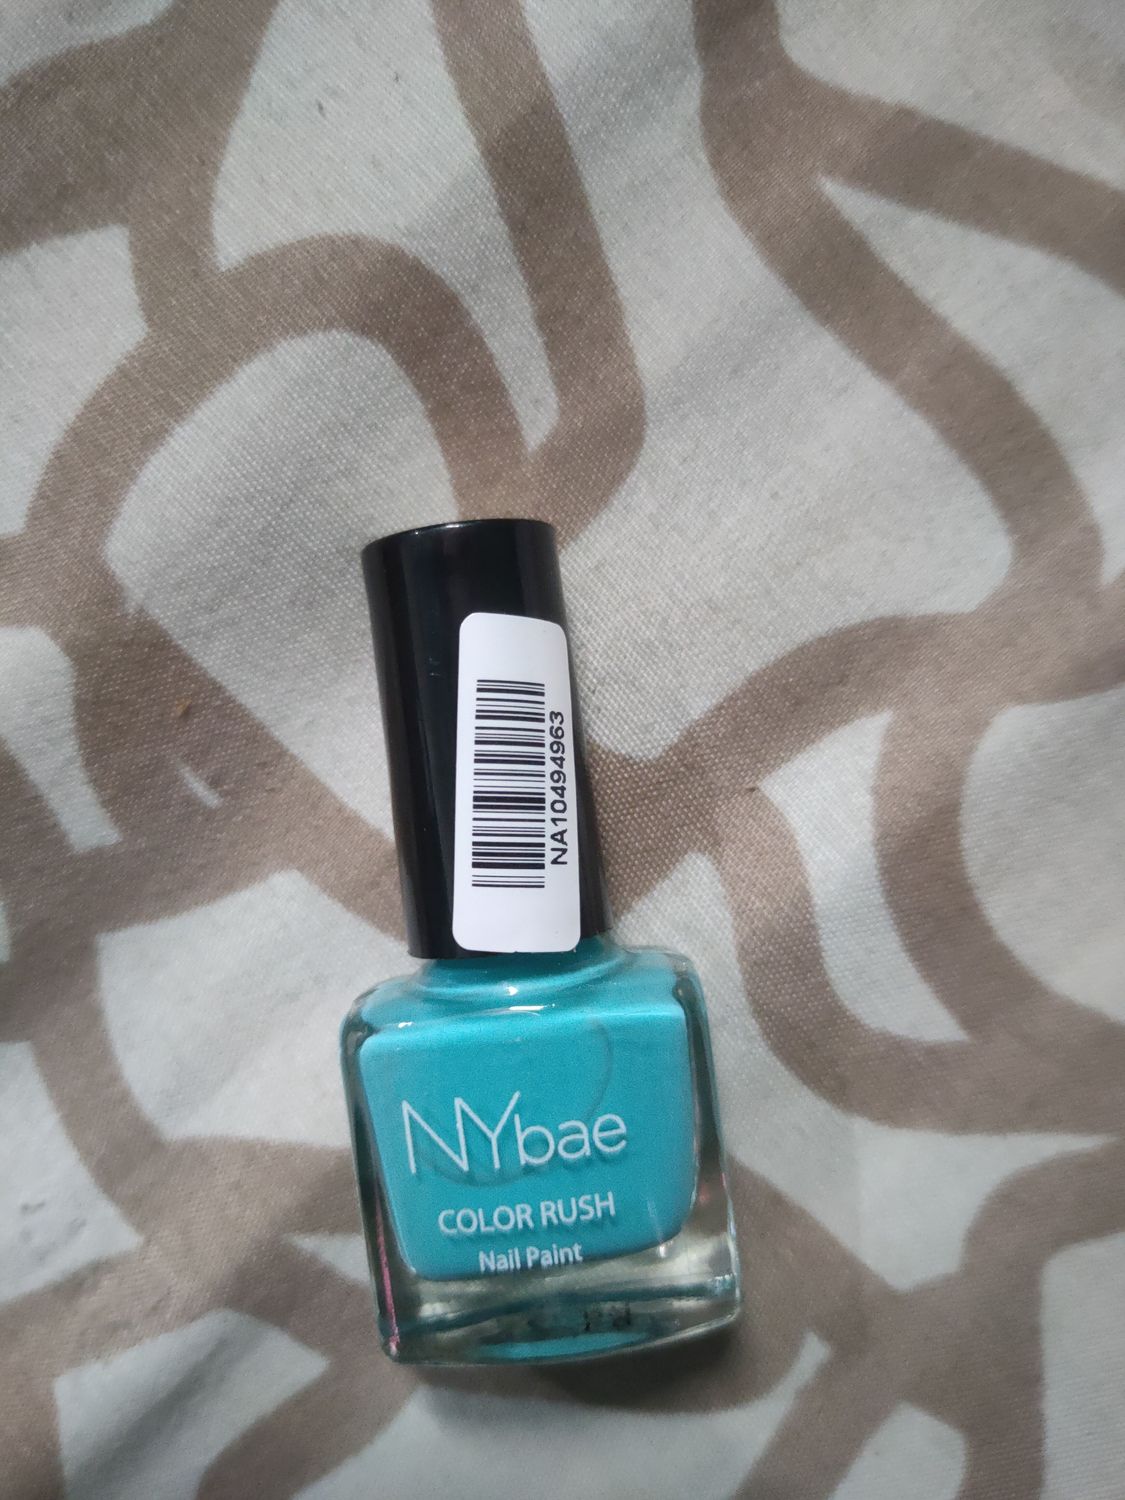 NA10494963
NYbae
COLOR RUSH
Nail Paint